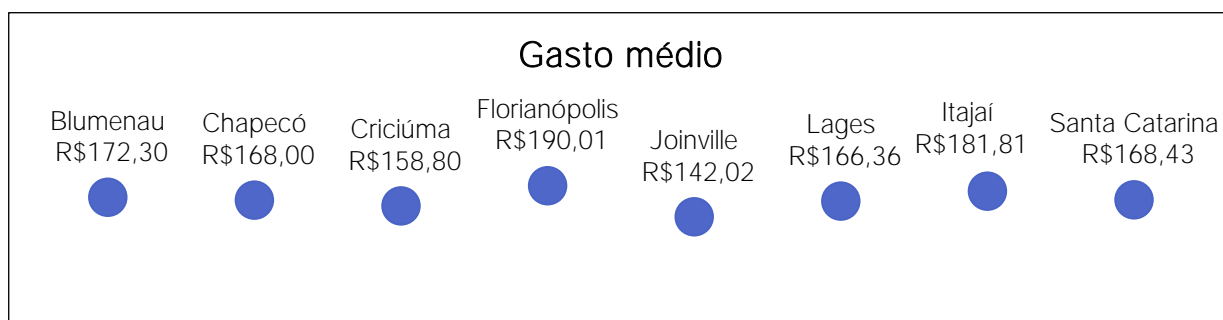 Gasto médio
Blumenau
R$172,30
Chapecó
R$168,00
Criciúma
R$158,80
Florianópolis
R$190,01
Joinville
R$142,02
Lages
R$166,36
Itajaí
R$181,81
Santa Catarina
R$168,43